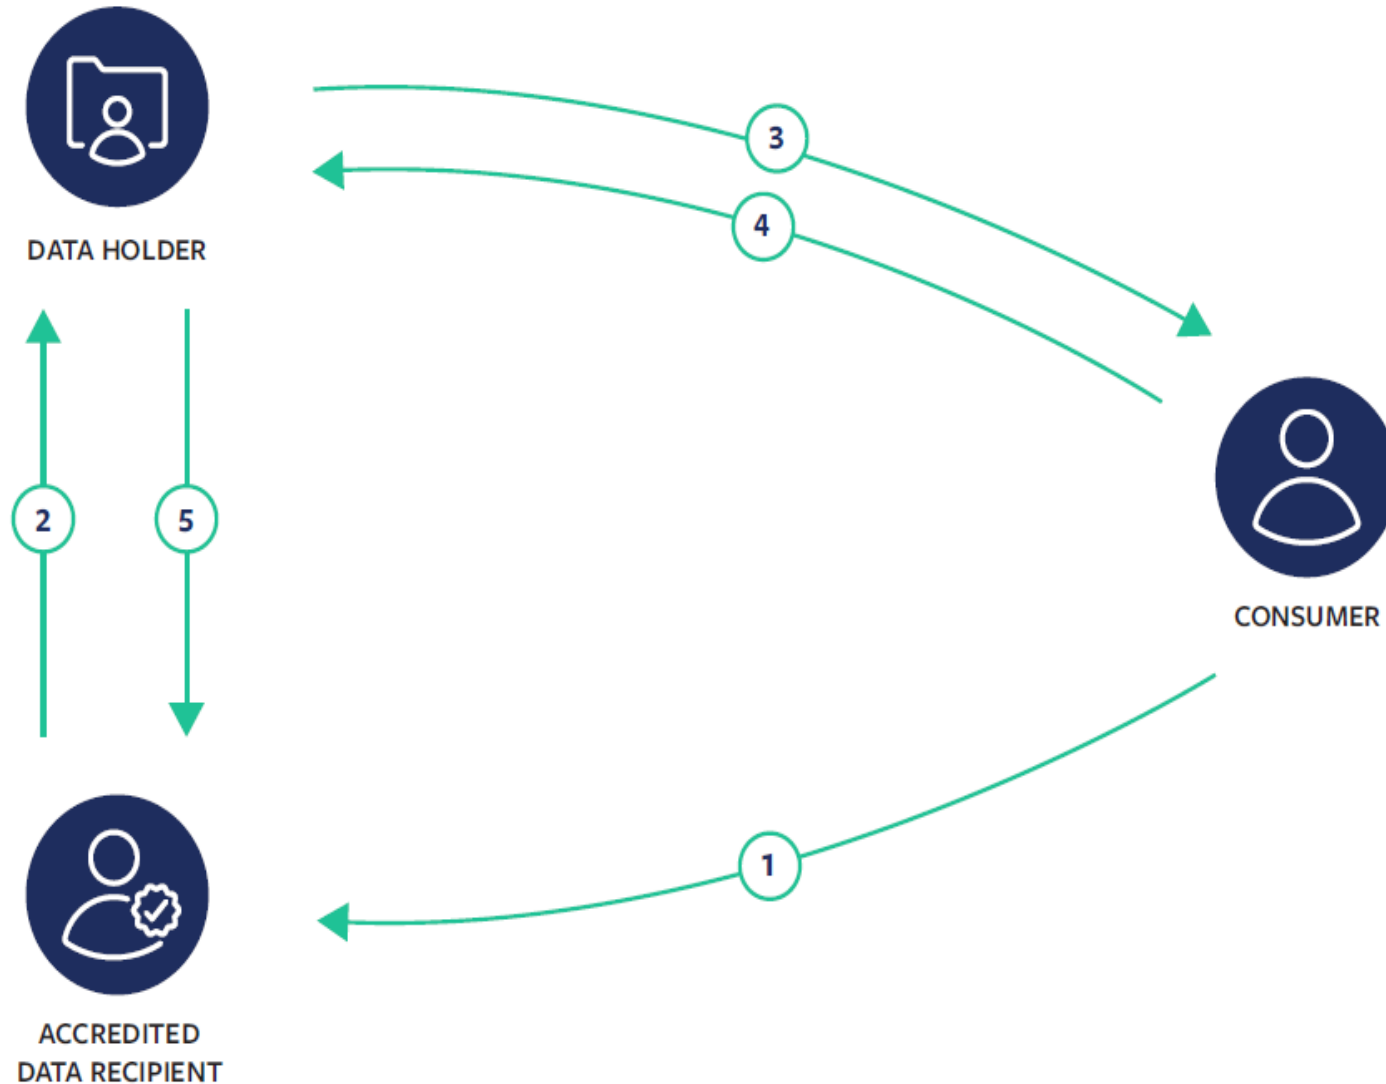 3
4
DATA HOLDER
2
5
CONSUMER
1
ACCREDITED
DATA RECIPIENT